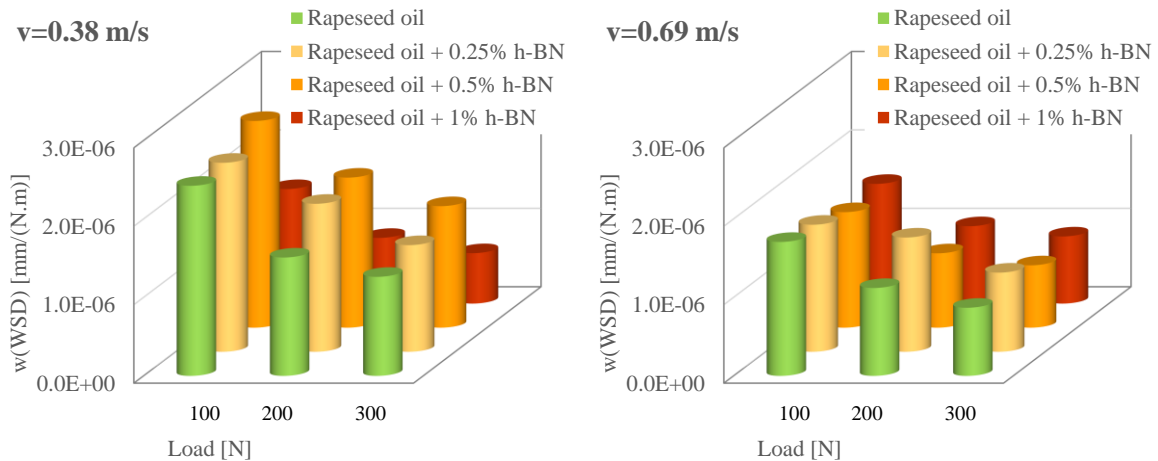 v=0.38 m/s
Rapeseed oil
Rapeseed oil + 0.25% h-BN
Rapeseed oil + 0.5% h-BN
Rapeseed oil + 1% h-BN
w(WSD) [mm/(N.m)]
3.0E-06
2.0E-06
1.0E-06
0.0E+00
100 200 300
Load [N]
v=0.69 m/s
Rapeseed oil
Rapeseed oil + 0.25% h-BN
Rapeseed oil + 0.5% h-BN
Rapeseed oil + 1% h-BN
w(WSD) [mm/(N.m)]
3.0E-06
2.0E-06
1.0E-06
0.0E+00
100 200 300
Load [N]